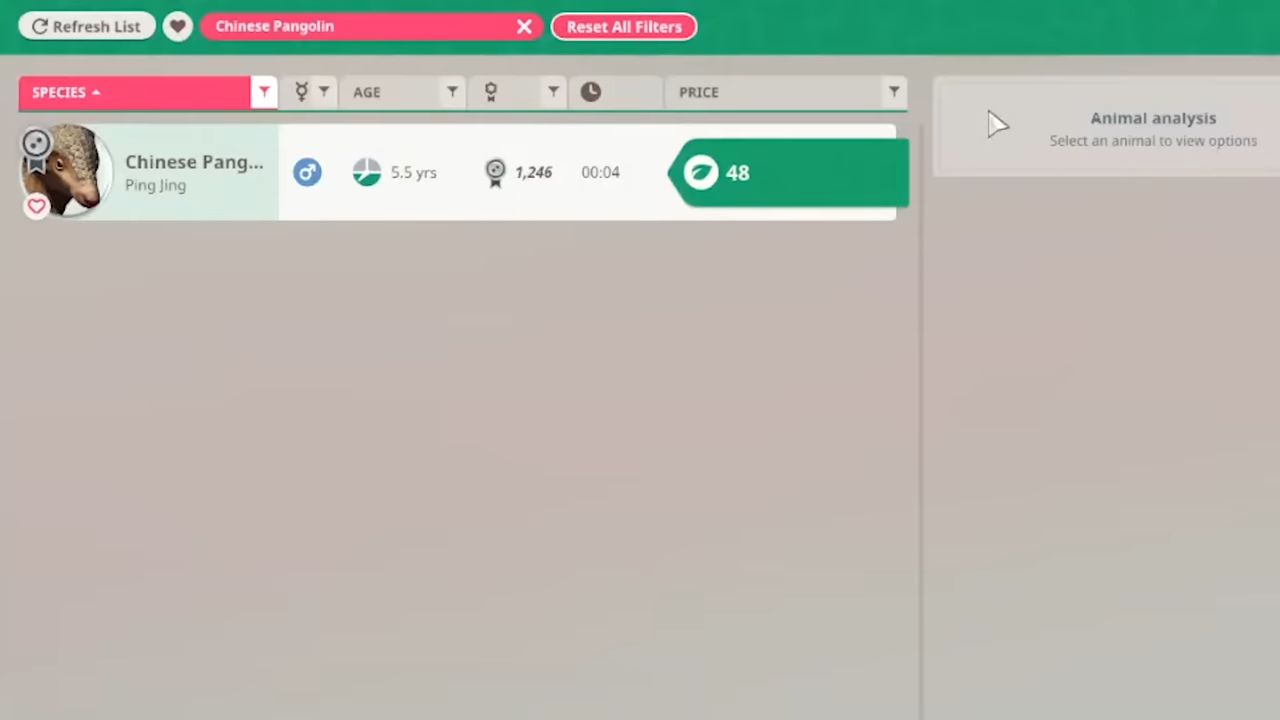 Refresh List
Chinese Pangolin
Reset All Filters
SPECIES
AGE
PRICE
Animal analysis
Select an animal to view options
Chinese Pang...
Ping Jing
5.5 yrs
1,246
00:04
48